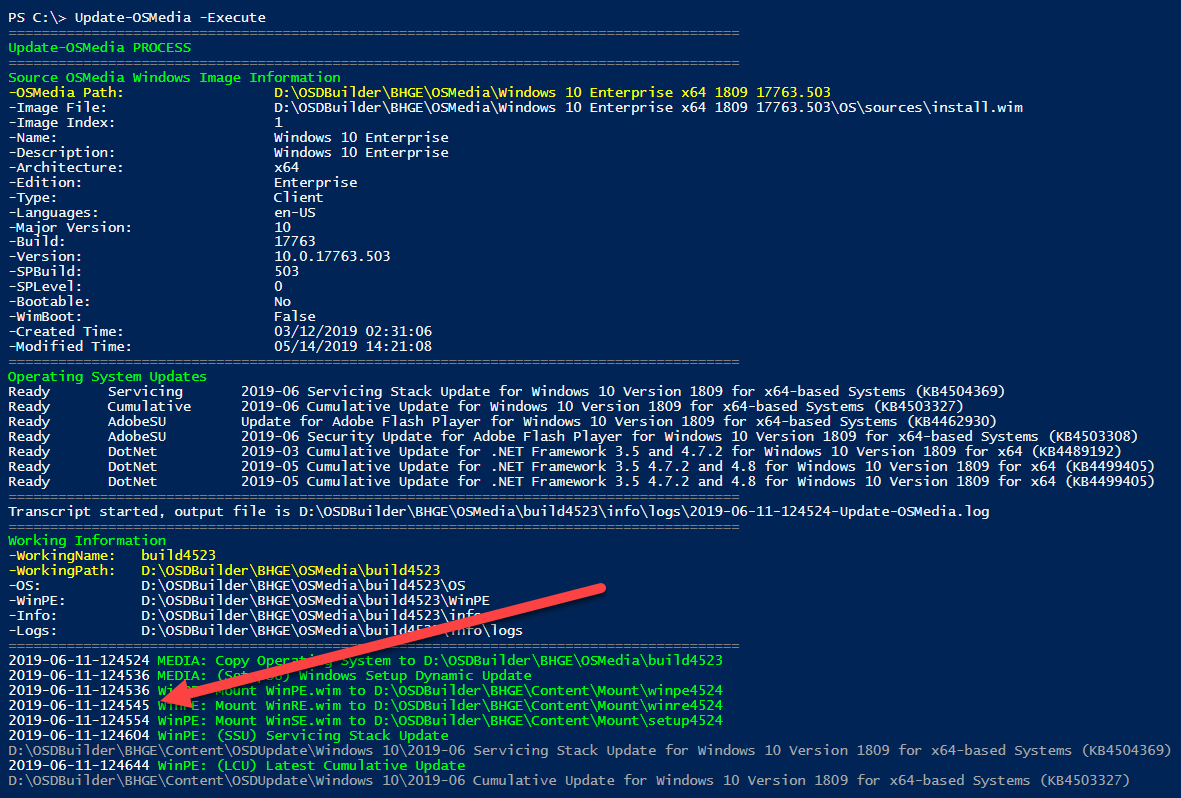 PS C:\> Update-OSMedia -Execute
========================================================================================
Update-OSMedia PROCESS
========================================================================================
Source OSMedia Windows Image Information
-OSMedia Path: D:\OSDBuilder\BHGE\OSMedia\Windows 10 Enterprise x64 1809 17763.503
-Image File: D:\OSDBuilder\BHGE\OSMedia\Windows 10 Enterprise x64 1809 17763.503\OS\sources\install.wim
-Image Index: 1
-Name: Windows 10 Enterprise
-Description: Windows 10 Enterprise
-Architecture: x64
-Edition: Enterprise
-Type: Client
-Languages: en-US
-Major Version: 10
-Build: 17763
-Version: 10.0.17763.503
-SPBuild: 503
-SPLevel: 0
-Bootable: No
-WimBoot: False
-Created Time: 03/12/2019 02:31:06
-Modified Time: 05/14/2019 14:21:08
========================================================================================
Operating System Updates
Ready Servicing 2019-06 Servicing Stack Update for Windows 10 Version 1809 for x64-based Systems (KB4504369)
Ready Cumulative 2019-06 Cumulative Update for Windows 10 Version 1809 for x64-based Systems (KB4503327)
Ready AdobeSU Update for Adobe Flash Player for Windows 10 Version 1809 for x64-based Systems (KB4462930)
Ready AdobeSU 2019-06 Security Update for Adobe Flash Player for Windows 10 Version 1809 for x64-based Systems (KB4503308)
Ready DotNet 2019-03 Cumulative Update for .NET Framework 3.5 and 4.7.2 for Windows 10 Version 1809 for x64 (KB4489192)
Ready DotNet 2019-05 Cumulative Update for .NET Framework 3.5 4.7.2 and 4.8 for Windows 10 Version 1809 for x64 (KB4499405)
Ready DotNet 2019-05 Cumulative Update for .NET Framework 3.5 4.7.2 and 4.8 for Windows 10 Version 1809 for x64 (KB4499405)
========================================================================================
Transcript started, output file is D:\OSDBuilder\BHGE\OSMedia\build4523\info\logs\2019-06-11-124524-Update-OSMedia.log
========================================================================================
Working Information
-WorkingName: build4523
-WorkingPath: D:\OSDBuilder\BHGE\OSMedia\build4523
-OS: D:\OSDBuilder\BHGE\OSMedia\build4523\OS
-WinPE: D:\OSDBuilder\BHGE\OSMedia\build4523\WinPE
-Info: D:\OSDBuilder\BHGE\OSMedia\build4523\info
-Logs: D:\OSDBuilder\BHGE\OSMedia\build4523\info\logs
========================================================================================
2019-06-11-124524 MEDIA: Copy Operating System to D:\OSDBuilder\BHGE\OSMedia\build4523
2019-06-11-124536 MEDIA: Windows Setup Dynamic Update
2019-06-11-124536 WinPE: Mount WinPE.wim to D:\OSDBuilder\BHGE\Content\Mount\winpe4524
2019-06-11-124545 WinPE: Mount WinRE.wim to D:\OSDBuilder\BHGE\Content\Mount\winre4524
2019-06-11-124554 WinPE: Mount WinSE.wim to D:\OSDBuilder\BHGE\Content\Mount\setup4524
2019-06-11-124604 WinPE: (SSU) Servicing Stack Update
D:\OSDBuilder\BHGE\Content\OSDUpdate\Windows 10\2019-06 Servicing Stack Update for Windows 10 Version 1809 for x64-based Systems (KB4504369)
2019-06-11-124644 WinPE: (LCU) Latest Cumulative Update
D:\OSDBuilder\BHGE\Content\OSDUpdate\Windows 10\2019-06 Cumulative Update for Windows 10 Version 1809 for x64-based Systems (KB4503327)